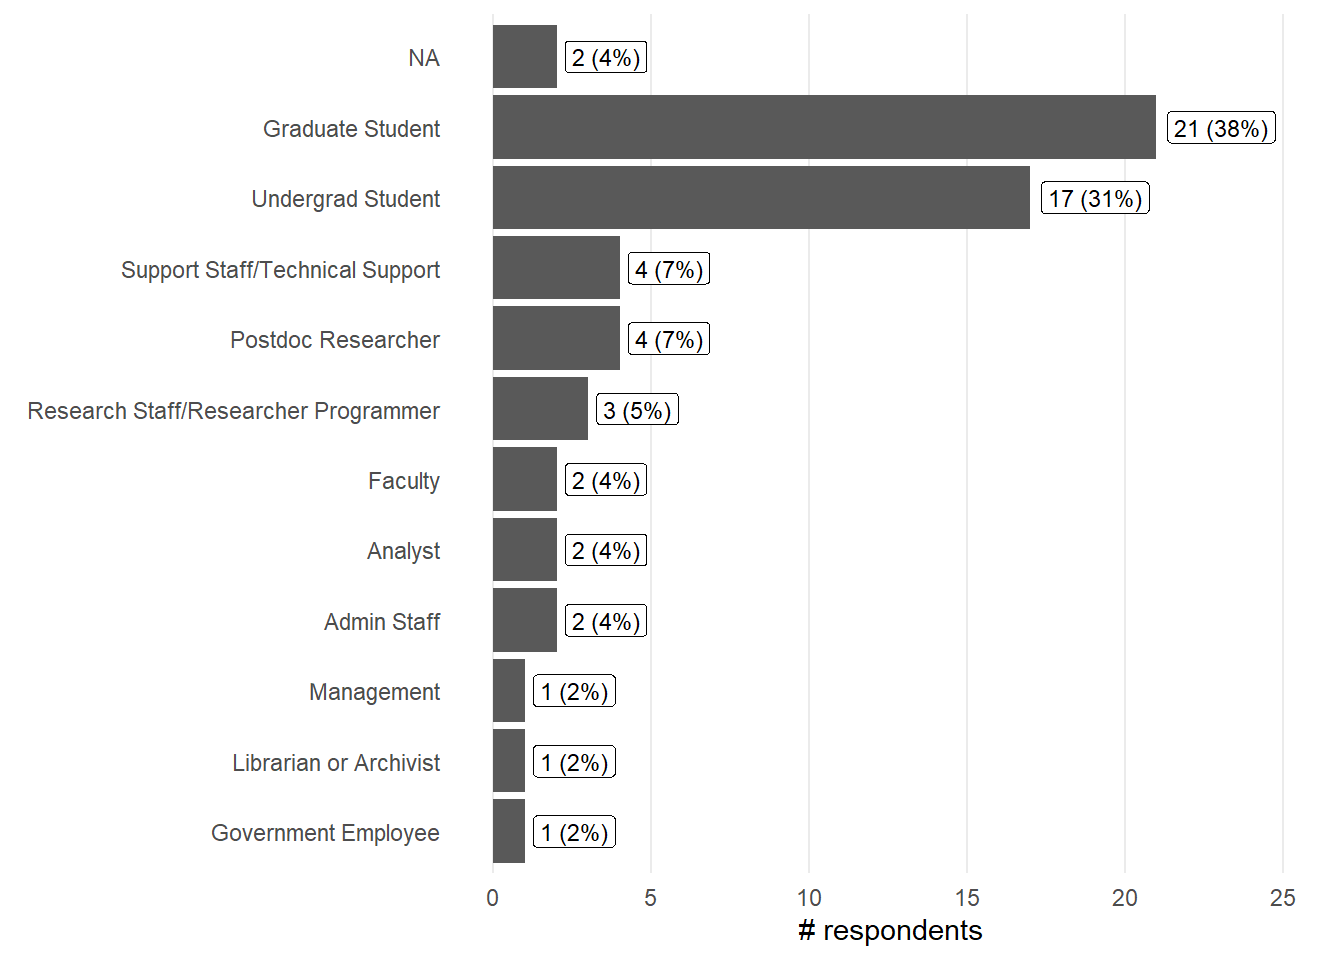 NA 2 (4%)
Graduate Student 21 (38%)
Undergrad Student 17 (31%)
Support Staff/Technical Support 4 (7%)
Postdoc Researcher 4 (7%)
Research Staff/Researcher Programmer 3 (5%)
Faculty 2 (4%)
Analyst 2 (4%)
Admin Staff 2 (4%)
Management 1 (2%)
Librarian or Archivist 1 (2%)
Government Employee 1 (2%)
0 5 10 15 20 25
# respondents